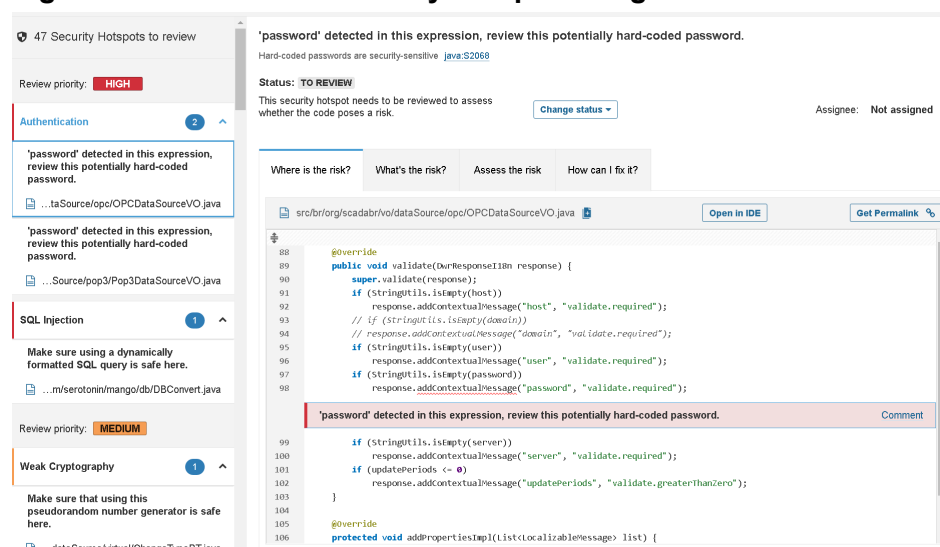 47 Security Hotspots to review
Review priority: HIGH
Authentication 2
'password' detected in this expression,
review this potentially hard-coded
password.
...taSource/opc/OPCDataSourceVO.java
'password' detected in this expression,
review this potentially hard-coded
password.
...Source/pop3/Pop3DataSourceVO.java
SQL Injection 1
Make sure using a dynamically
formatted SQL query is safe here.
...m/serotonin/mango/db/DBConvert.java
Review priority: MEDIUM
Weak Cryptography 1
Make sure that using this
pseudorandom number generator is safe
here.
'password' detected in this expression, review this potentially hard-coded password.
Hard-coded passwords are security-sensitive java:S2068
Status: TO REVIEW
This security hotspot needs to be reviewed to assess
whether the code poses a risk.
Change status
Assignee: Not assigned
Where is the risk? What's the risk? Assess the risk How can I fix it?
src/br/org/scadabr/vo/dataSource/opc/OPCDataSourceVO.java
Open in IDE
Get Permalink
88 @Override
89 public void validate(DwrResponseI18n response) {
90 super.validate(response);
91 if (StringUtils.isEmpty(host))
92 response.addContextualMessage("host", "validate.required");
93 // if (StringUtils.isEmpty(domain))
94 // response.addContextualMessage("domain", "validate.required");
95 if (StringUtils.isEmpty(user))
96 response.addContextualMessage("user", "validate.required");
97 if (StringUtils.isEmpty(password))
98 response.addContextualMessage("password", "validate.required");
'password' detected in this expression, review this potentially hard-coded password.
Comment
99 if (StringUtils.isEmpty(server))
100 response.addContextualMessage("server", "validate.required");
101 if (updatePeriods <= 0)
102 response.addContextualMessage("updatePeriods", "validate.greaterThanZero");
103 }
104
105 @Override
106 protected void addPropertiesImpl(List<LocalizableMessage> list) {